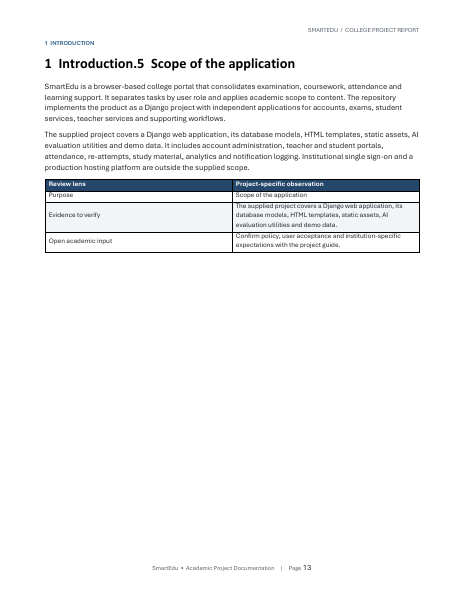 SMARTEDU / COLLEGE PROJECT REPORT
1 INTRODUCTION
1 Introduction.5 Scope of the application
SmartEdu is a browser-based college portal that consolidates examination, coursework, attendance and
learning support. It separates tasks by user role and applies academic scope to content. The repository
implements the product as a Django project with independent applications for accounts, exams, student
services, teacher services and supporting workflows.
The supplied project covers a Django web application, its database models, HTML templates, static assets, AI
evaluation utilities and demo data. It includes account administration, teacher and student portals,
attendance, re-attempts, study material, analytics and notification logging. Institutional single sign-on and a
production hosting platform are outside the supplied scope.
Review lens Project-specific observation
Purpose Scope of the application
Evidence to verify The supplied project covers a Django web application, its
database models, HTML templates, static assets, AI
evaluation utilities and demo data.
Open academic input Confirm policy, user acceptance and institution-specific
expectations with the project guide.
SmartEdu • Academic Project Documentation | Page 13